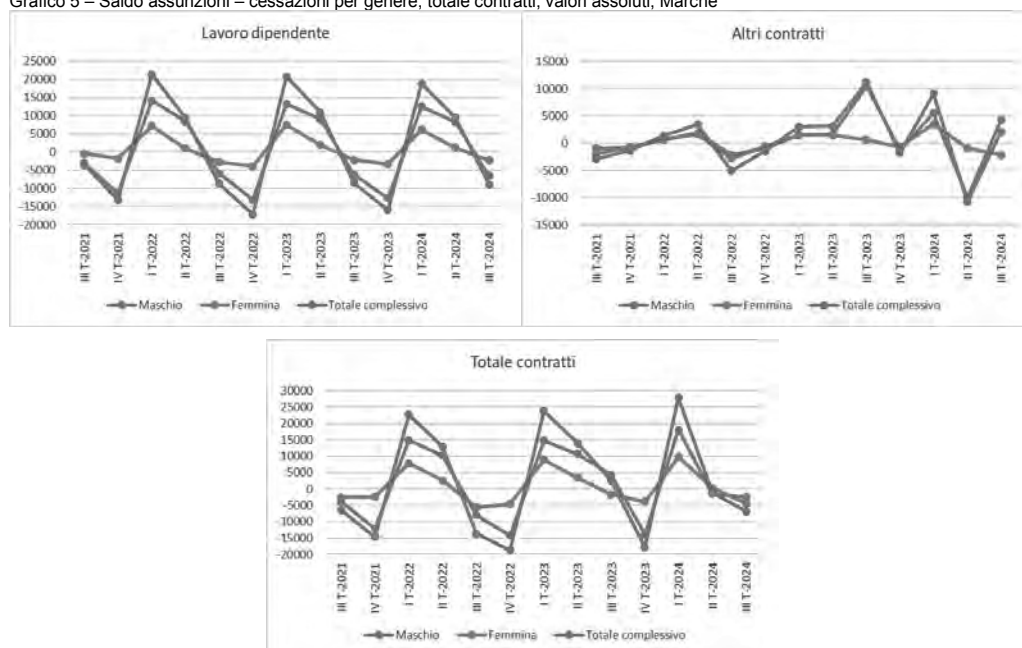 Grafico 5 – Saldo assunzioni – cessazioni per genere, totale contratti, valori assoluti, Marche
Lavoro dipendente
25000
20000
15000
10000
5000
0
-5000
-10000
-15000
-20000
III T-2021
IV T-2021
I T-2022
II T-2022
III T-2022
IV T-2022
I T-2023
II T-2023
III T-2023
IV T-2023
I T-2024
II T-2024
III T-2024
Maschio Femmina Totale complessivo
Altri contratti
15000
10000
5000
0
-5000
-10000
-15000
III T-2021
IV T-2021
I T-2022
II T-2022
III T-2022
IV T-2022
I T-2023
II T-2023
III T-2023
IV T-2023
I T-2024
II T-2024
III T-2024
Maschio Femmina Totale complessivo
Totale contratti
30000
25000
20000
15000
10000
5000
0
-5000
-10000
-15000
-20000
III T-2021
IV T-2021
I T-2022
II T-2022
III T-2022
IV T-2022
I T-2023
II T-2023
III T-2023
IV T-2023
I T-2024
II T-2024
III T-2024
Maschio Femmina Totale complessivo